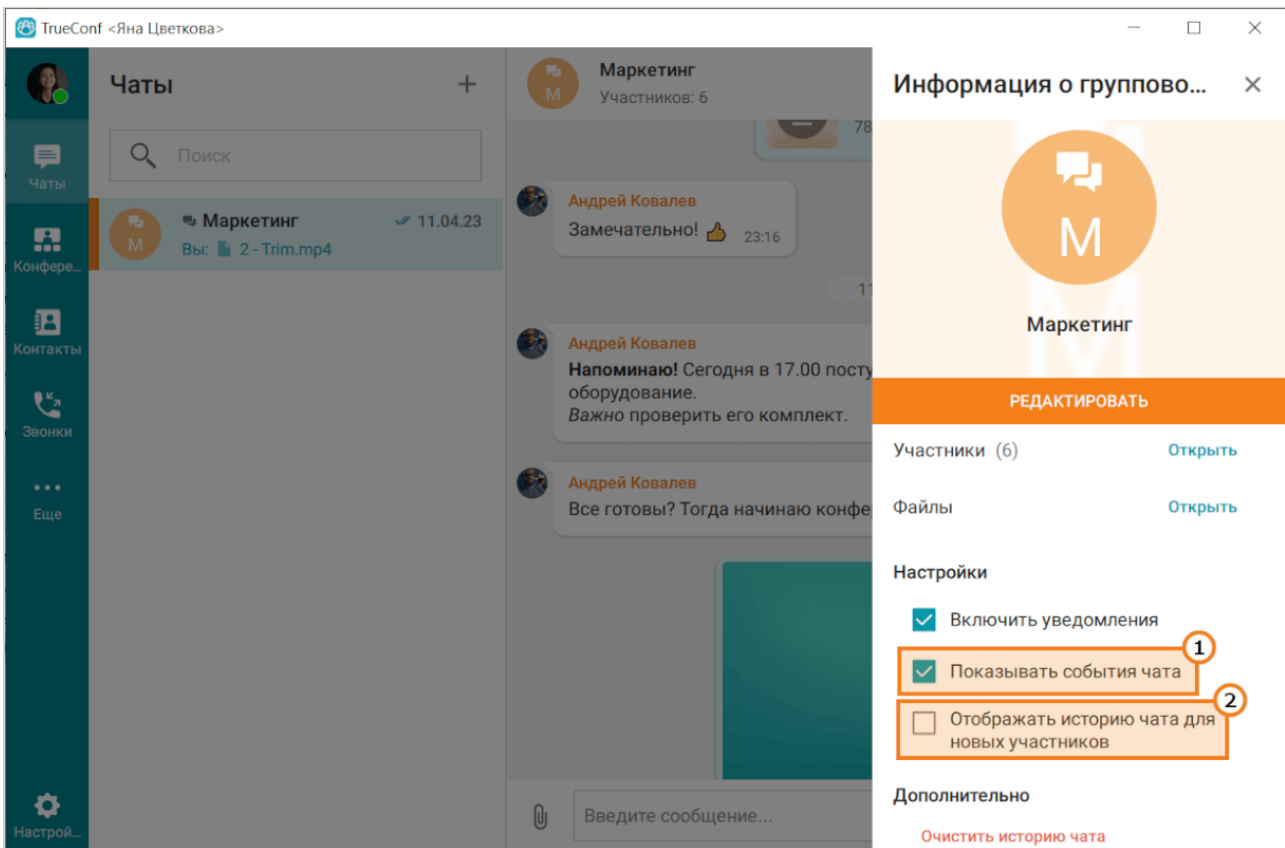 TrueConf <Яна Цветкова>
Чаты
Конфере...
Контакты
Звонки
Еще
Настрой...
Чаты
Поиск
М
Маркетинг
11.04.23
Вы: 2 - Trim.mp4
М
Маркетинг
Участников: 6
78
Андрей Ковалев
Замечательно!
23:16
11
Андрей Ковалев
Напоминаю! Сегодня в 17.00 посту
оборудование.
Важно проверить его комплект.
Андрей Ковалев
Все готовы? Тогда начинаю конфе
Введите сообщение...
Информация о группово...
М
Маркетинг
РЕДАКТИРОВАТЬ
Участники (6)
Открыть
Файлы
Открыть
Настройки
Включить уведомления
1
Показывать события чата
2
Отображать историю чата для
новых участников
Дополнительно
Очистить историю чата